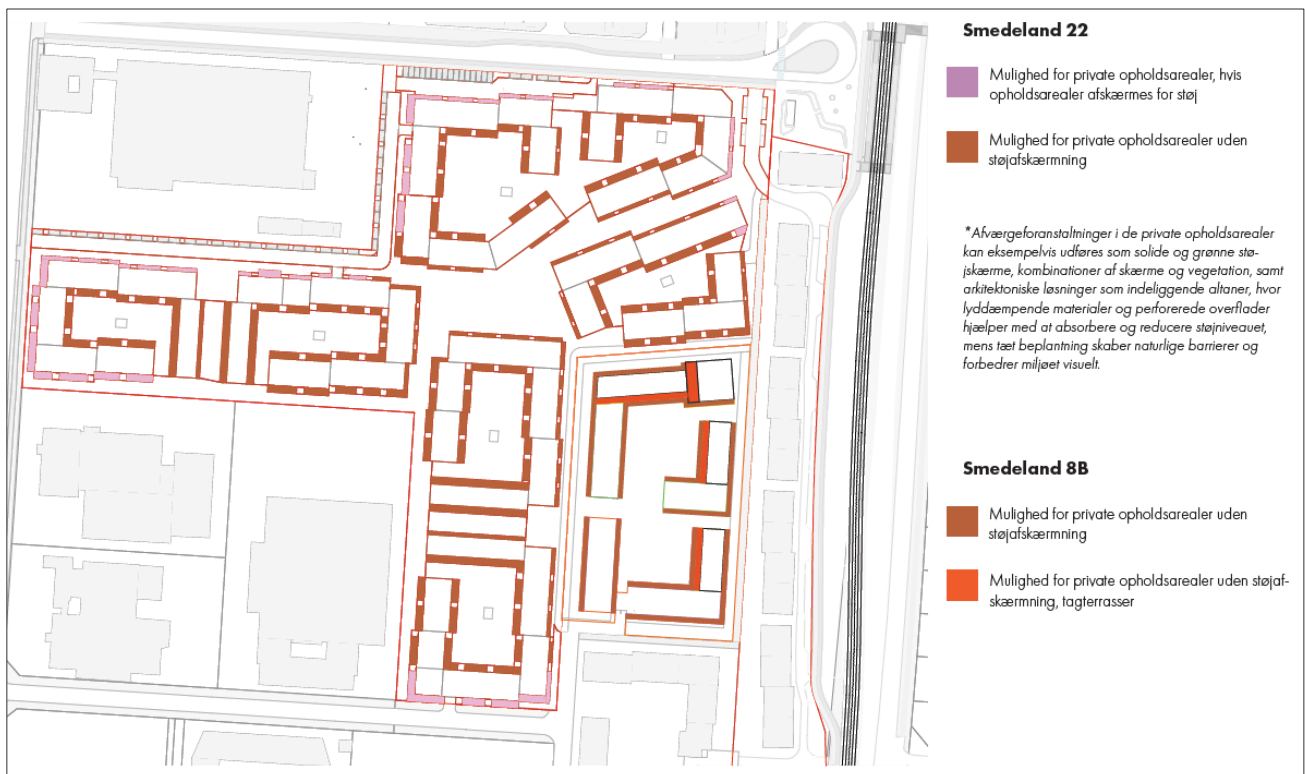 Smedeland 22
Mulighed for private opholdsarealer, hvis
opholdsarealer afskærmes for støj
Mulighed for private opholdsarealer uden
støjafskærmning
*Afværgeforanstaltninger i de private opholdsarealer
kan eksempelvis udføres som solide og grønne stø-
jskærme, kombinationer af skærme og vegetation, samt
arkitektoniske løsninger som indeliggende altaner, hvor
lyddæmpende materialer og perforerede overflader
hjælper med at absorbere og reducere støjniveauet,
mens tæt beplantning skaber naturlige barrierer og
forbedrer miljøet visuelt.
Smedeland 8B
Mulighed for private opholdsarealer uden
støjafskærmning
Mulighed for private opholdsarealer uden støjaf-
skærmning, tagterrasser